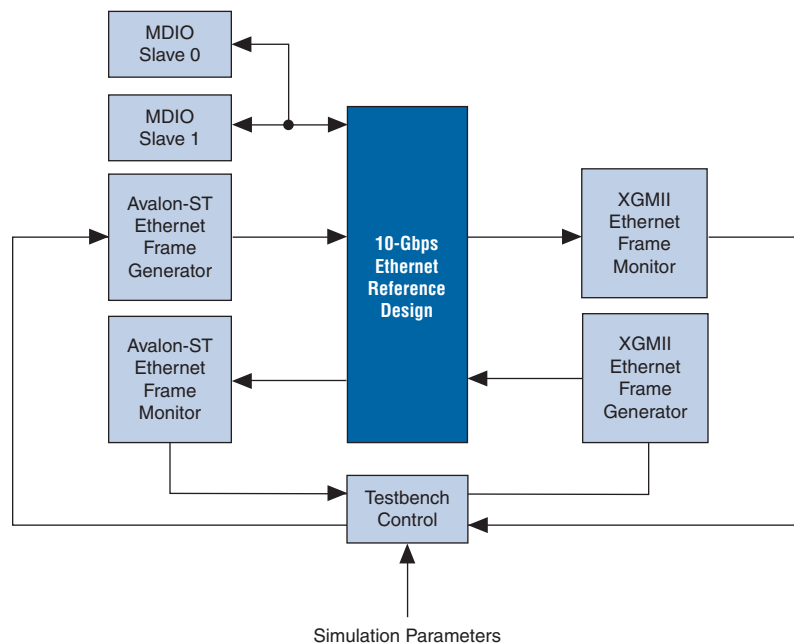 MDIO
Slave 0
MDIO
Slave 1
Avalon-ST
Ethernet
Frame
Generator
10-Gbps
Ethernet
Reference
Design
XGMII
Ethernet
Frame
Monitor
Avalon-ST
Ethernet
Frame
Monitor
XGMII
Ethernet
Frame
Generator
Testbench
Control
Simulation Parameters